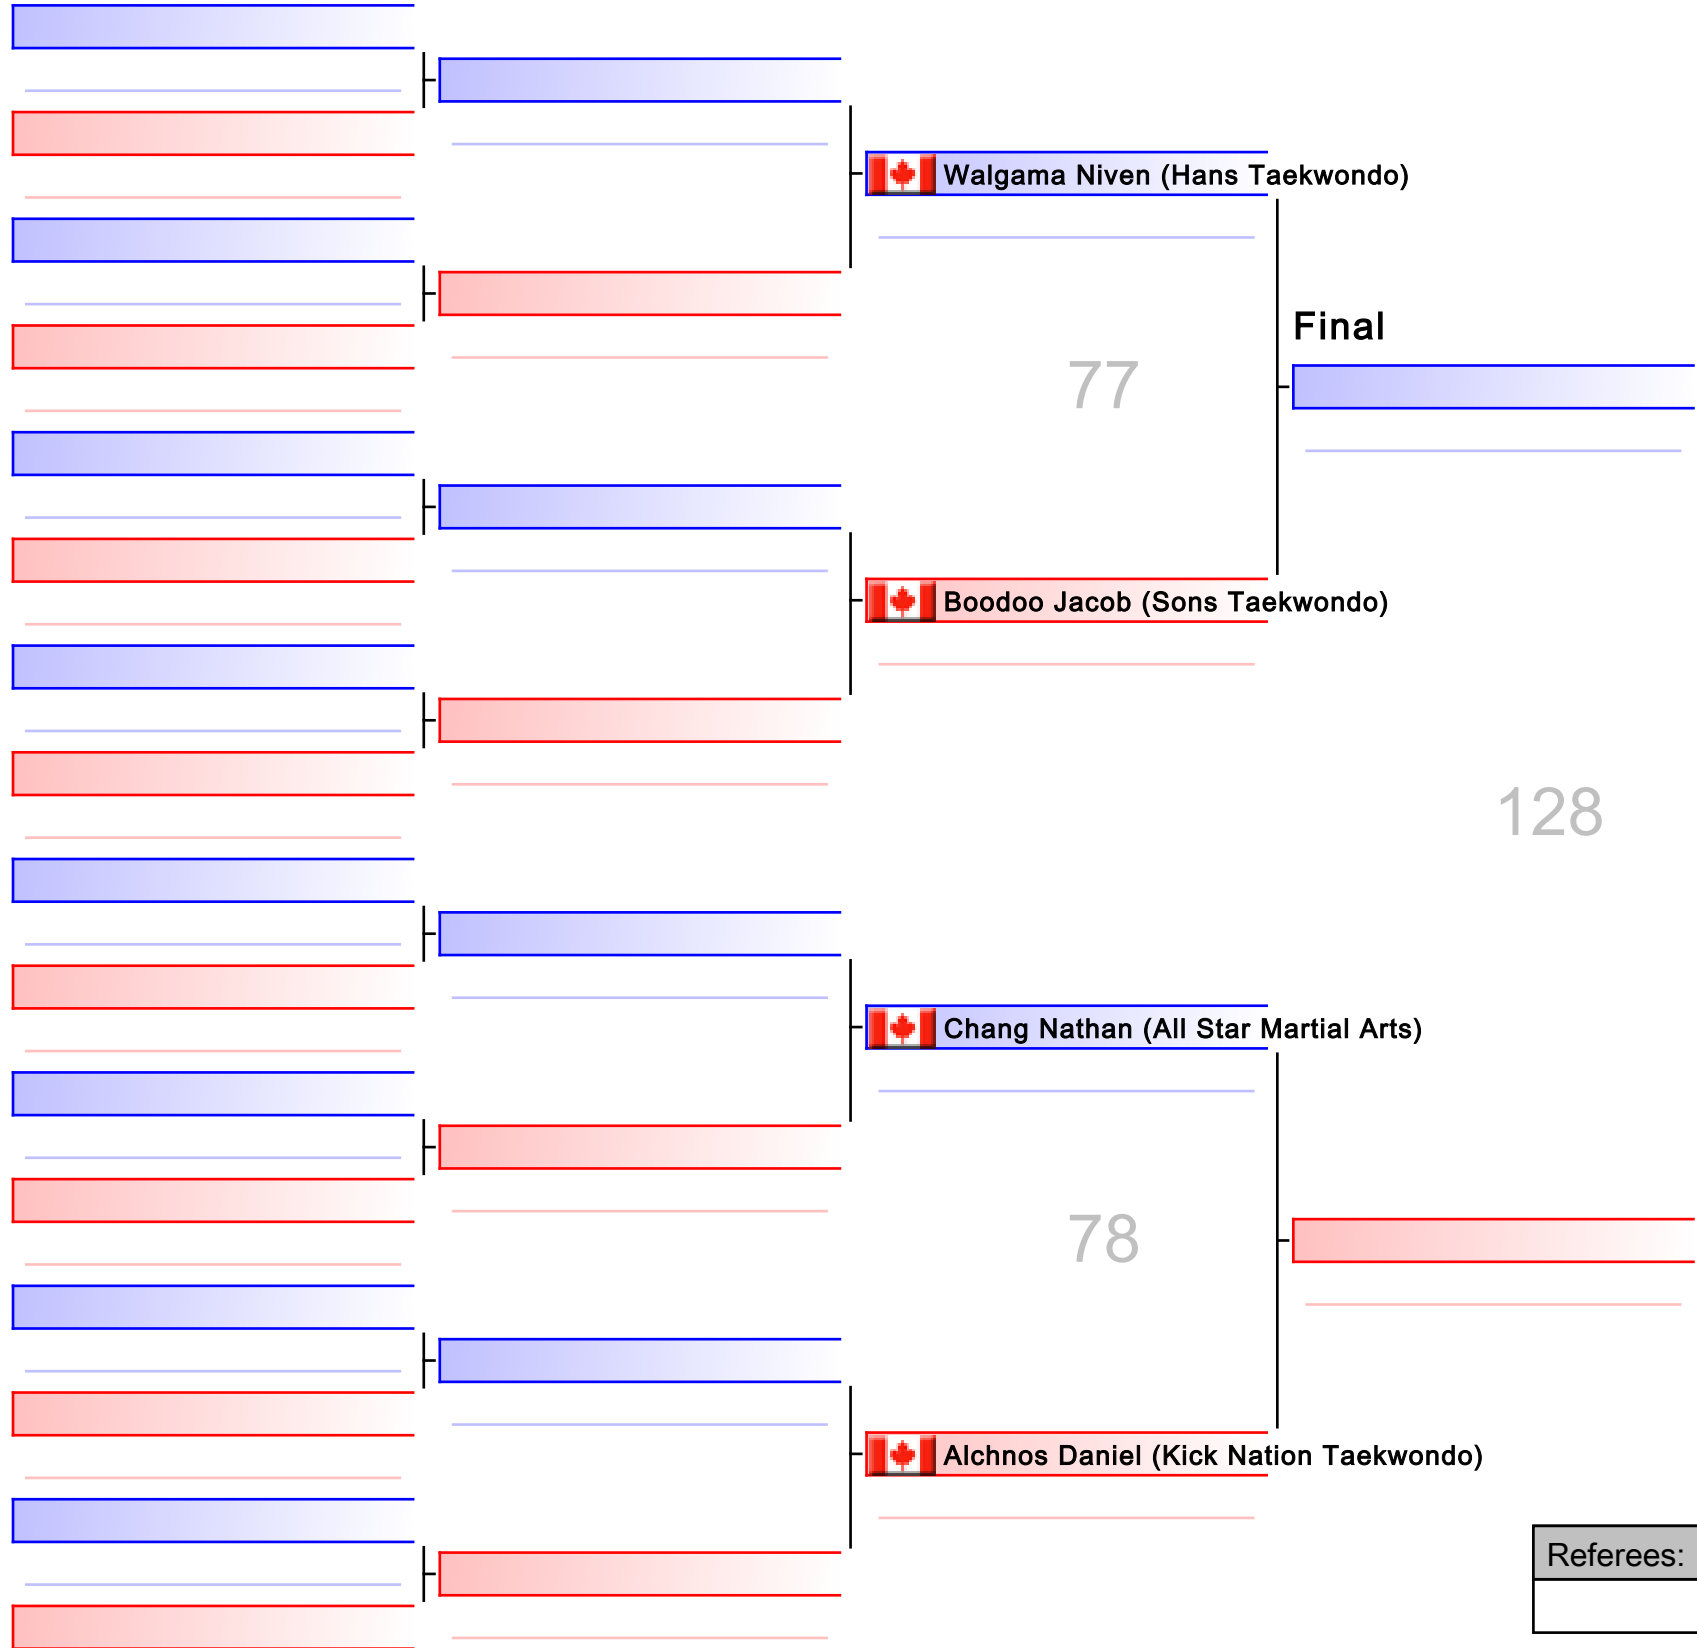 Walgama Niven (Hans Taekwondo)
Final
77
Boodoo Jacob (Sons Taekwondo)
128
Chang Nathan (All Star Martial Arts)
78
Alchnos Daniel (Kick Nation Taekwondo)
Referees: